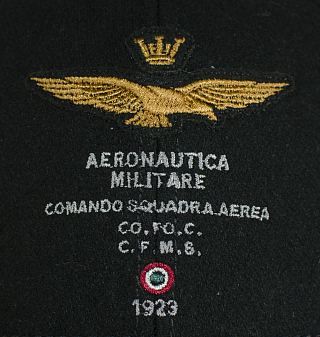 AERONAUTICA
MILITARE
COMANDO SQUADRA AEREA
CO. FO. C.
C. F. M. S.
1923